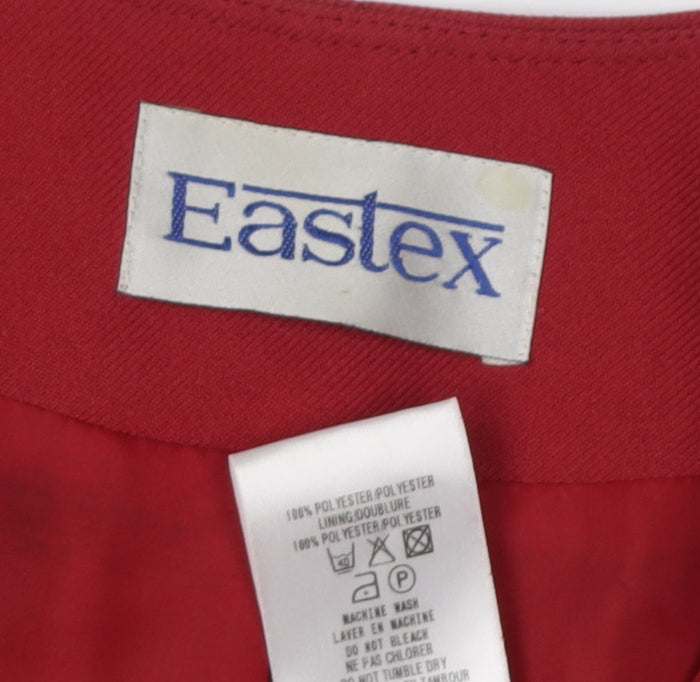 Eastex
100% POLYESTER/POLYESTER
LINING/DOUBLURE
100% POLYESTER/POLYESTER
40
P
MACHINE WASH
LAVER EN MACHINE
DO NOT BLEACH
NE PAS CHLORER
DO NOT TUMBLE DRY
TAMBOUR